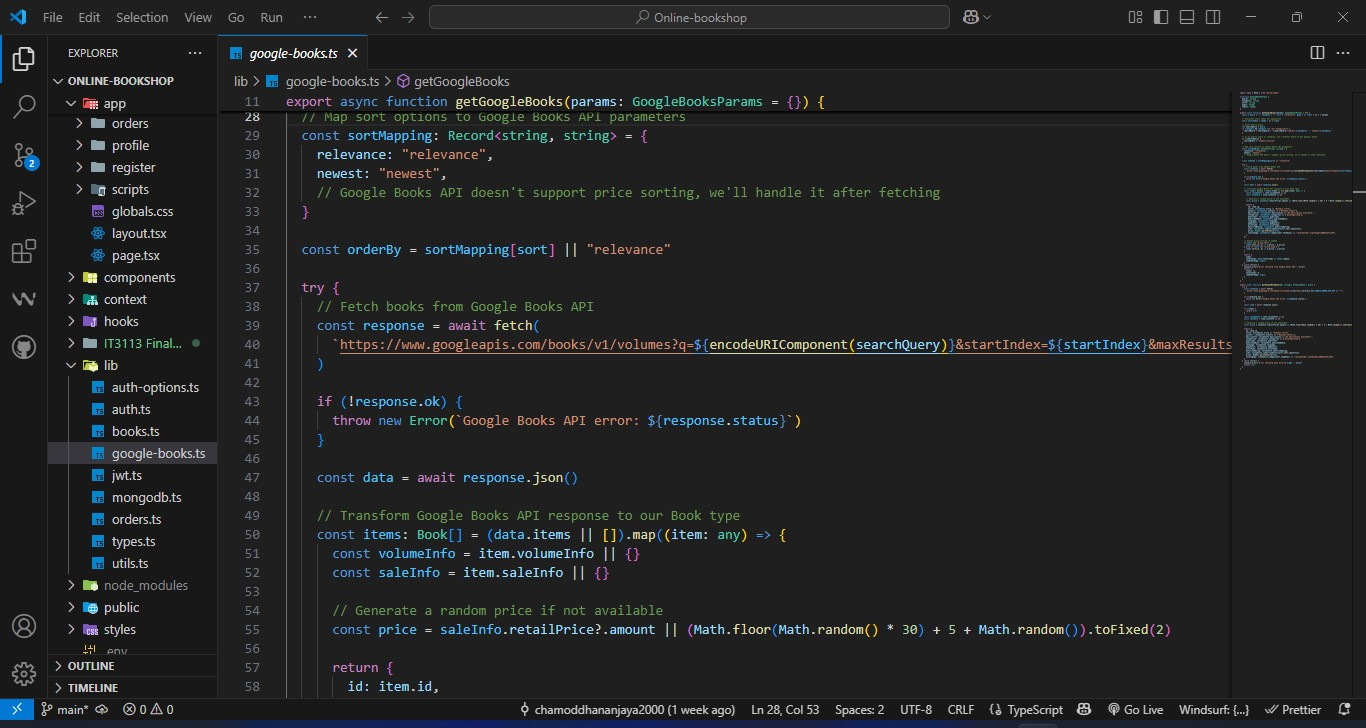 File Edit Selection View Go Run ··· Online-bookshop
EXPLORER ···
google-books.ts
ONLINE-BOOKSHOP
lib > google-books.ts > getGoogleBooks
app
orders
profile
register
scripts
globals.css
layout.tsx
page.tsx
components
context
hooks
IT3113 Final...
lib
auth-options.ts
auth.ts
books.ts
google-books.ts
jwt.ts
mongodb.ts
orders.ts
types.ts
utils.ts
node_modules
public
styles
.env
OUTLINE
TIMELINE
2
11 export async function getGoogleBooks(params: GoogleBooksParams = {}) {
28 // Map sort options to Google Books API parameters
29 const sortMapping: Record<string, string> = {
30 relevance: "relevance",
31 newest: "newest",
32 // Google Books API doesn't support price sorting, we'll handle it after fetching
33 }
34
35 const orderBy = sortMapping[sort] || "relevance"
36
37 try {
38 // Fetch books from Google Books API
39 const response = await fetch(
40 `https://www.googleapis.com/books/v1/volumes?q=${encodeURIComponent(searchQuery)}&startIndex=${startIndex}&maxResults
41 )
42
43 if (!response.ok) {
44 throw new Error(`Google Books API error: ${response.status}`)
45 }
46
47 const data = await response.json()
48
49 // Transform Google Books API response to our Book type
50 const items: Book[] = (data.items || []).map((item: any) => {
51 const volumeInfo = item.volumeInfo || {}
52 const saleInfo = item.saleInfo || {}
53
54 // Generate a random price if not available
55 const price = saleInfo.retailPrice?.amount || (Math.floor(Math.random() * 30) + 5 + Math.random()).toFixed(2)
56
57 return {
58 id: item.id,
main* 0 0 chamoddhananjaya2000 (1 week ago) Ln 28, Col 53 Spaces: 2 UTF-8 CRLF {} TypeScript Go Live Windsurf: {...} Prettier